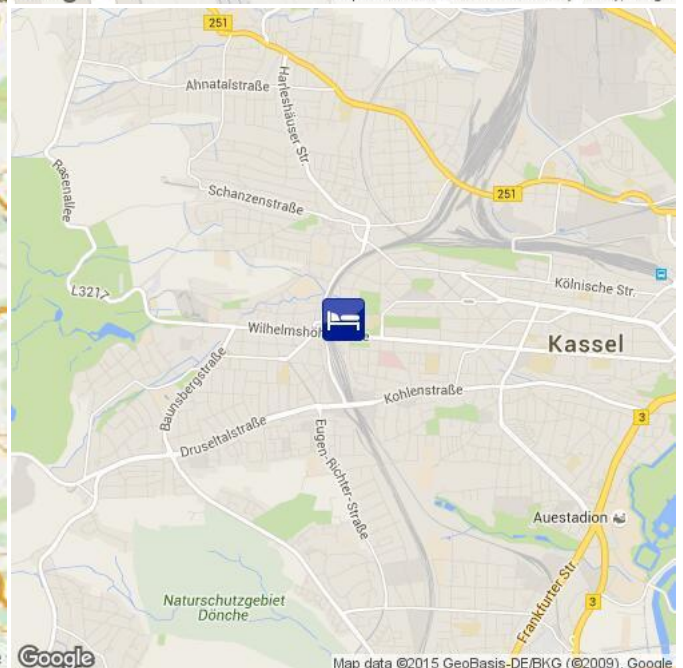 251
Ahnatalstraße
Harleshäuser Str.
Rasenallee
Schanzenstraße
251
Kölnische Str.
L3217
Wilhelmshöh
Kassel
Baunsbergstraße
Kohlenstraße
3
Druseltalstraße
Eugen-Richter-Straße
Auestadion
Naturschutzgebiet
Dönche
Frankfurter Str.
3
Google
Map data ©2015 GeoBasis-DE/BKG (©2009), Google